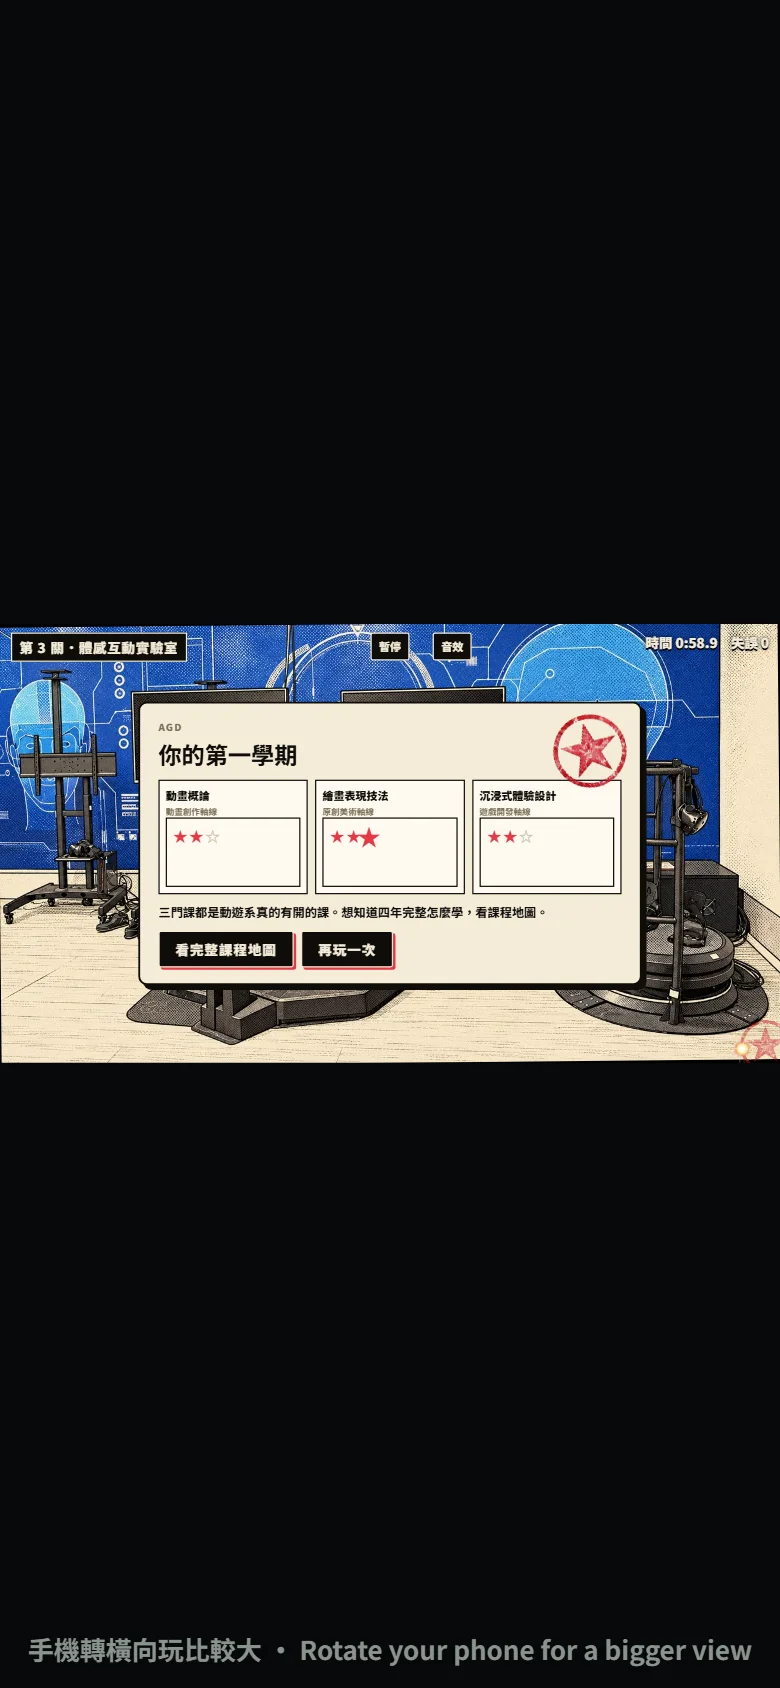 第 3 關・體感互動實驗室
暫停
音效
時間 0:58.9 失誤 0
AGD
你的第一學期
動畫概論
動畫創作軸線
★★☆
繪畫表現技法
原創美術軸線
★★★
沉浸式體驗設計
遊戲開發軸線
★★☆
三門課都是動遊系真的有開的課。想知道四年完整怎麼學，看課程地圖。
看完整課程地圖
再玩一次
手機轉橫向玩比較大 · Rotate your phone for a bigger view